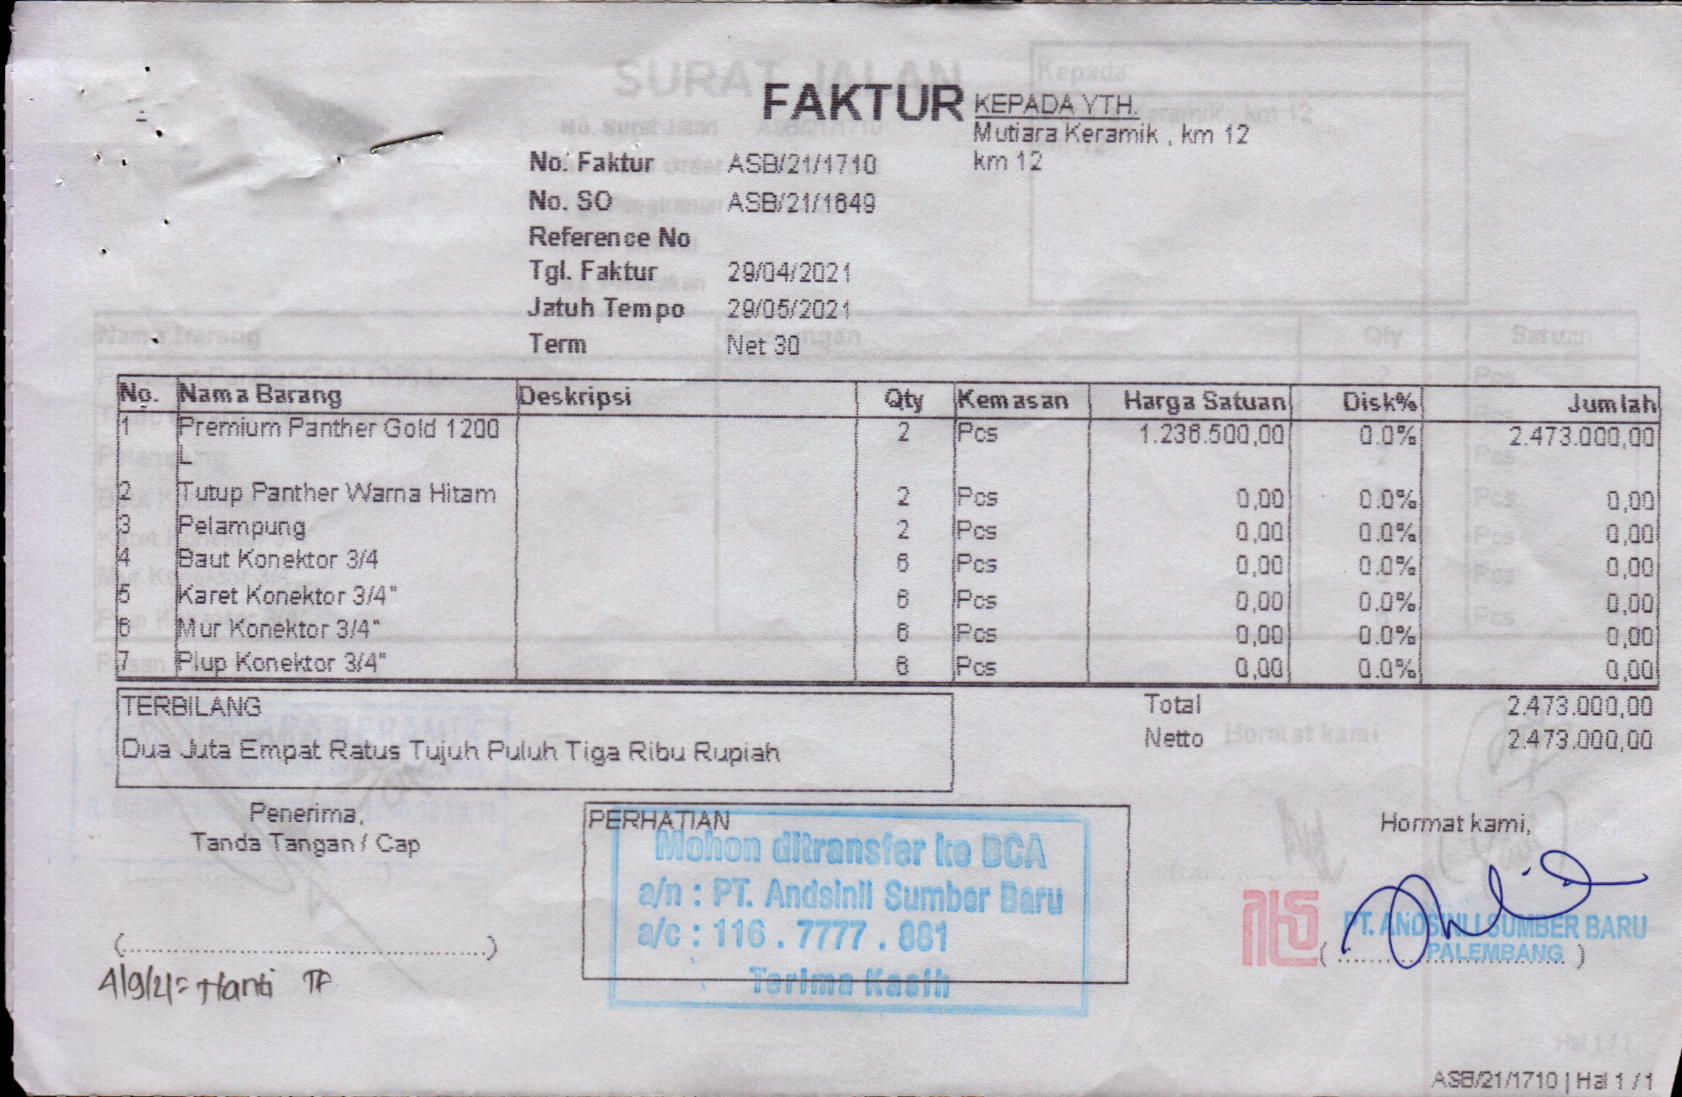 FAKTUR
KEPADA YTH.
Mutiara Keramik , km 12
km 12
No. Faktur ASB/21/1710
No. SO ASB/21/1649
Reference No
Tgl. Faktur 29/04/2021
Jatuh Tempo 29/05/2021
Term Net 30
No. Nama Barang Deskripsi Qty Kemasan Harga Satuan Disk% Jumlah
1 Premium Panther Gold 1200 2 Pcs 1.236.500,00 0.0% 2.473.000,00
L
2 Tutup Panther Warna Hitam 2 Pcs 0,00 0.0% 0,00
3 Pelampung 2 Pcs 0,00 0.0% 0,00
4 Baut Konektor 3/4 6 Pcs 0,00 0.0% 0,00
5 Karet Konektor 3/4" 6 Pcs 0,00 0.0% 0,00
6 Mur Konektor 3/4" 6 Pcs 0,00 0.0% 0,00
7 Plup Konektor 3/4" 6 Pcs 0,00 0.0% 0,00
TERBILANG
Dua Juta Empat Ratus Tujuh Puluh Tiga Ribu Rupiah
Total 2.473.000,00
Netto 2.473.000,00
Penerima,
Tanda Tangan / Cap
(..........................................)
4/9/21= Hanti TF
PERHATIAN
Mohon ditransfer ke BCA
a/n : PT. Andsinli Sumber Baru
a/c : 116 . 7777 . 881
Terima Kasih
Hormat kami,
PT. ANDSINLI SUMBER BARU
PALEMBANG
(..........................)
ASB/21/1710 | Hal 1 / 1